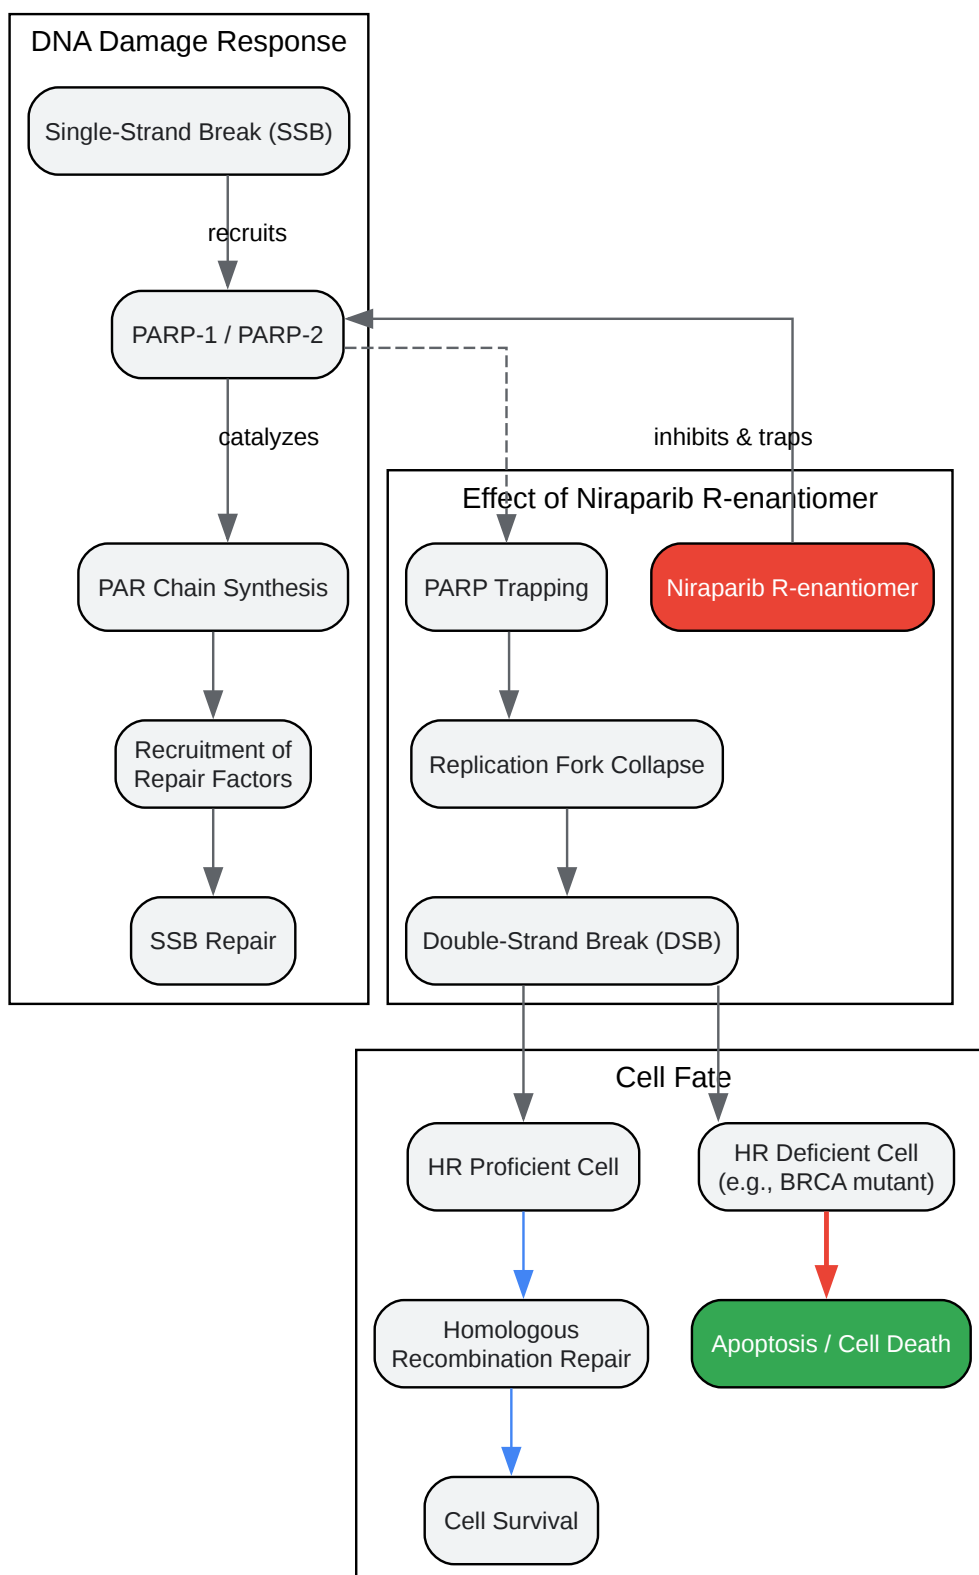 DNA Damage Response
Single-Strand Break (SSB)
recruits
PARP-1 / PARP-2
catalyzes
inhibits & traps
PAR Chain Synthesis
Recruitment of
Repair Factors
SSB Repair
Effect of Niraparib R-enantiomer
PARP Trapping
Niraparib R-enantiomer
Replication Fork Collapse
Double-Strand Break (DSB)
Cell Fate
HR Proficient Cell
HR Deficient Cell
(e.g., BRCA mutant)
Homologous
Recombination Repair
Apoptosis / Cell Death
Cell Survival